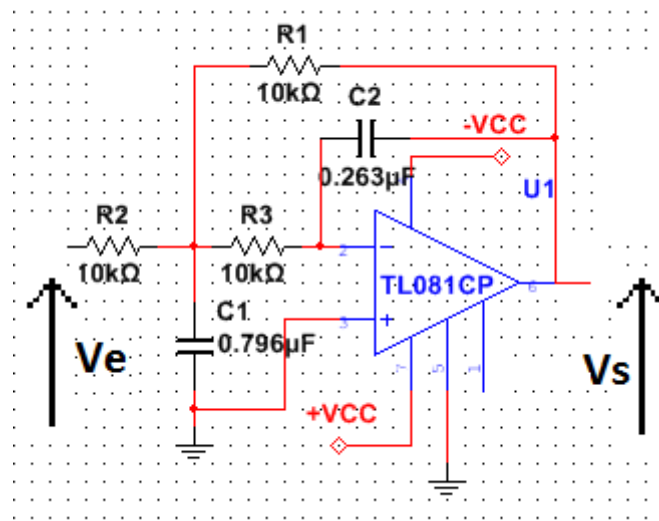 R1
10kΩ
C2
-VCC
0.263µF
U1
R2
10kΩ
R3
10kΩ
2
TL081CP
6
3
C1
0.796µF
Ve
Vs
7
5
1
+VCC